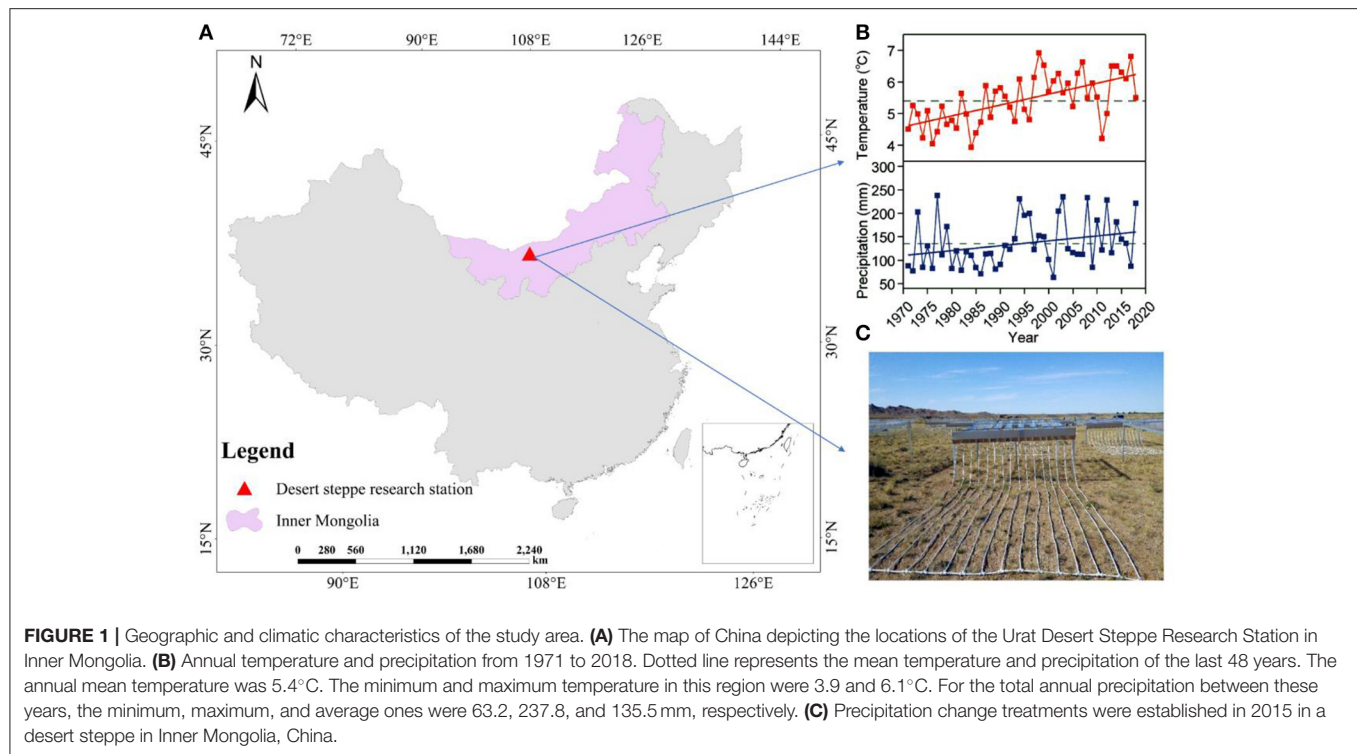 A
72°E 90°E 108°E 126°E 144°E
N
45°N 45°N
30°N 30°N
15°N 15°N
Legend
Desert steppe research station
Inner Mongolia
0 280 560 1,120 1,680 2,240
km
90°E 108°E 126°E
B
Temperature (°C)
7
6
5
4
Precipitation (mm)
300
250
200
150
100
50
1970 1975 1980 1985 1990 1995 2000 2005 2010 2015 2020
Year
C
FIGURE 1 | Geographic and climatic characteristics of the study area. (A) The map of China depicting the locations of the Urat Desert Steppe Research Station in
Inner Mongolia. (B) Annual temperature and precipitation from 1971 to 2018. Dotted line represents the mean temperature and precipitation of the last 48 years. The
annual mean temperature was 5.4°C. The minimum and maximum temperature in this region were 3.9 and 6.1°C. For the total annual precipitation between these
years, the minimum, maximum, and average ones were 63.2, 237.8, and 135.5 mm, respectively. (C) Precipitation change treatments were established in 2015 in a
desert steppe in Inner Mongolia, China.